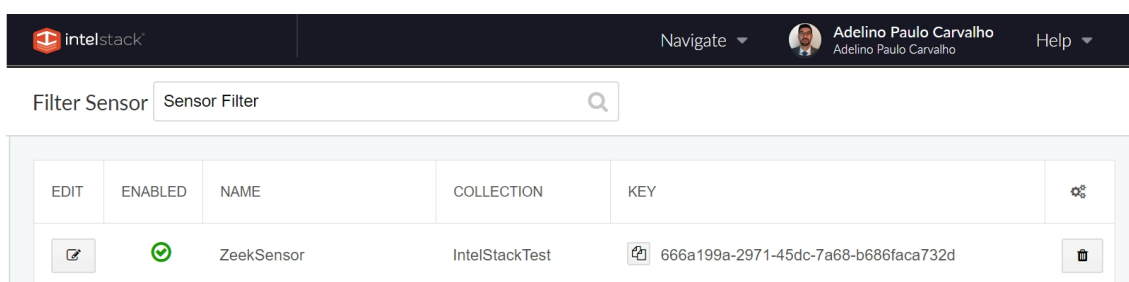 intelstack Navigate Adelino Paulo Carvalho Help
Adelino Paulo Carvalho
Filter Sensor Sensor Filter
EDIT ENABLED NAME COLLECTION KEY
ZeekSensor IntelStackTest 666a199a-2971-45dc-7a68-b686faca732d